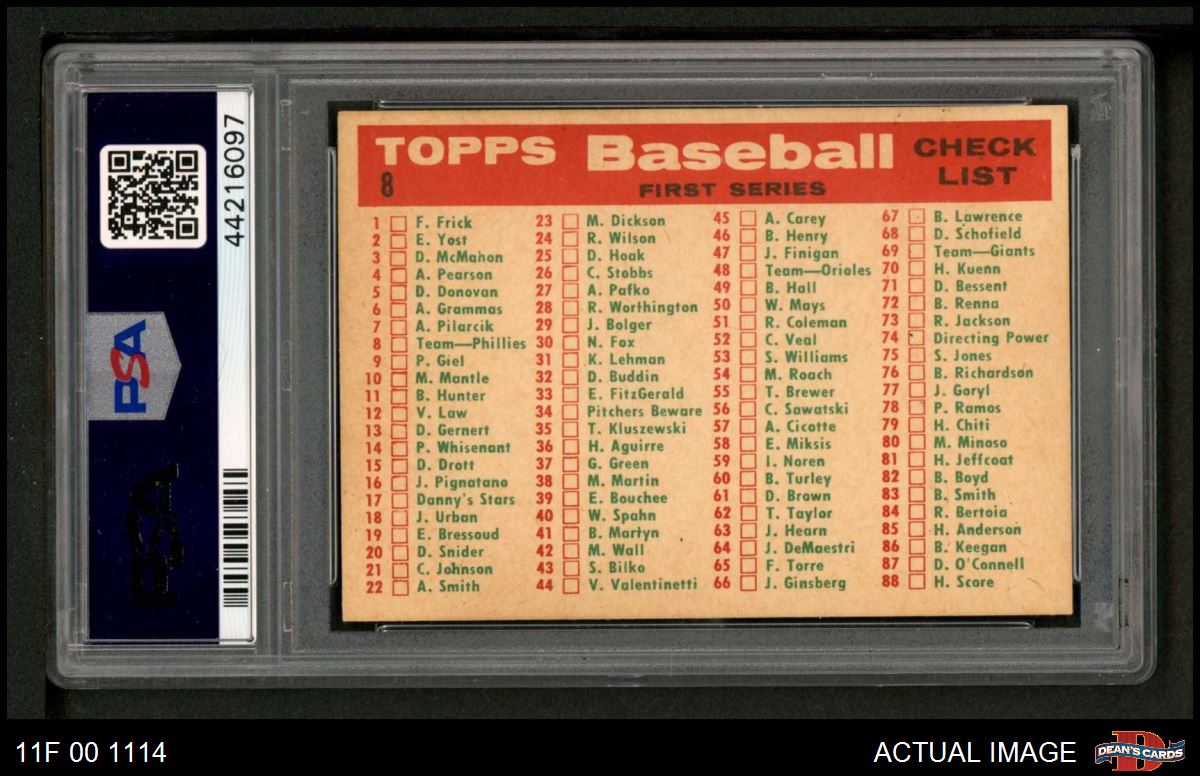 PSA
44216097
PSA
TOPPS Baseball CHECK LIST
8
FIRST SERIES
1 F. Frick
2 E. Yost
3 D. McMahon
4 A. Pearson
5 D. Donovan
6 A. Grammas
7 A. Pilarcik
8 Team—Phillies
9 P. Giel
10 M. Mantle
11 B. Hunter
12 V. Law
13 D. Gernert
14 P. Whisenant
15 D. Drott
16 J. Pignatano
17 Danny's Stars
18 J. Urban
19 E. Bressoud
20 D. Snider
21 C. Johnson
22 A. Smith
23 M. Dickson
24 R. Wilson
25 D. Hoak
26 C. Stobbs
27 A. Pafko
28 R. Worthington
29 J. Bolger
30 N. Fox
31 K. Lehman
32 D. Buddin
33 E. FitzGerald
34 Pitchers Beware
35 T. Kluszewski
36 H. Aguirre
37 G. Green
38 M. Martin
39 E. Bouchee
40 W. Spahn
41 B. Martyn
42 M. Wall
43 S. Bilko
44 V. Valentinetti
45 A. Carey
46 B. Henry
47 J. Finigan
48 Team—Orioles
49 B. Hall
50 W. Mays
51 R. Coleman
52 C. Veal
53 S. Williams
54 M. Roach
55 T. Brewer
56 C. Sawatski
57 A. Cicotte
58 E. Miksis
59 I. Noren
60 B. Turley
61 D. Brown
62 T. Taylor
63 J. Hearn
64 J. DeMaestri
65 F. Torre
66 J. Ginsberg
67 B. Lawrence
68 D. Schofield
69 Team—Giants
70 H. Kuenn
71 D. Bessent
72 B. Renna
73 R. Jackson
74 Directing Power
75 S. Jones
76 B. Richardson
77 J. Goryl
78 P. Ramos
79 H. Chiti
80 M. Minoso
81 H. Jeffcoat
82 B. Boyd
83 B. Smith
84 R. Bertoia
85 H. Anderson
86 B. Keegan
87 D. O'Connell
88 H. Score
11F 00 1114
ACTUAL IMAGE
DEAN'S CARDS